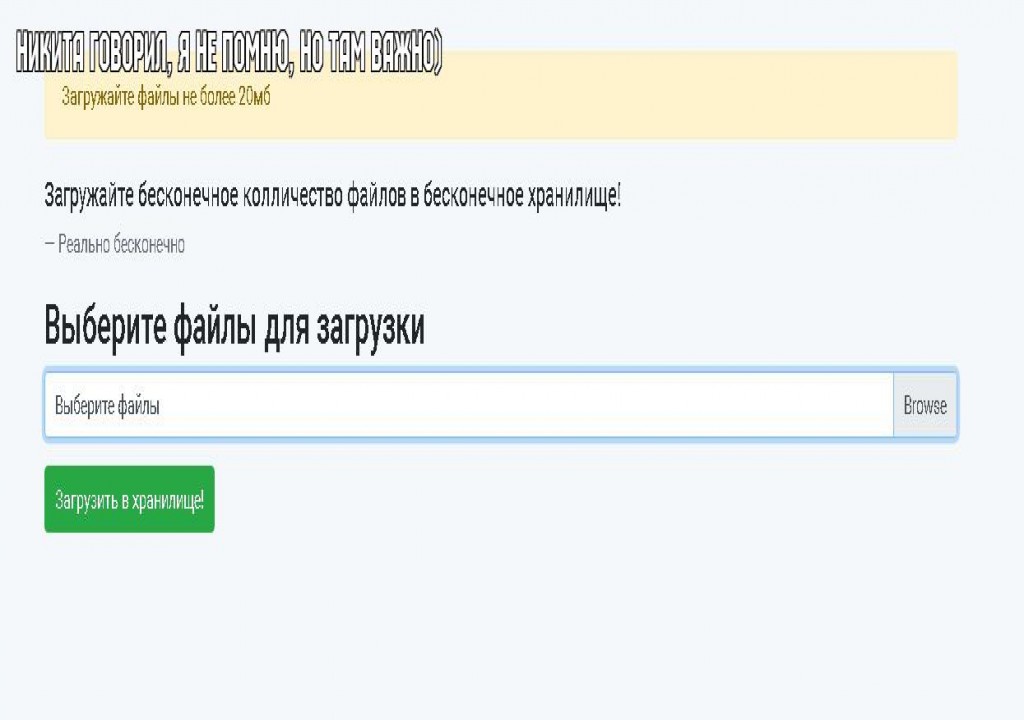 НИКИТА ГОВОРИЛ, Я НЕ ПОМНЮ, НО ТАМ ВАЖНО)
Загружайте файлы не более 20мб
Загружайте бесконечное колличество файлов в бесконечное хранилище!
— Реально бесконечно
Выберите файлы для загрузки
Выберите файлы Browse
Загрузить в хранилище!